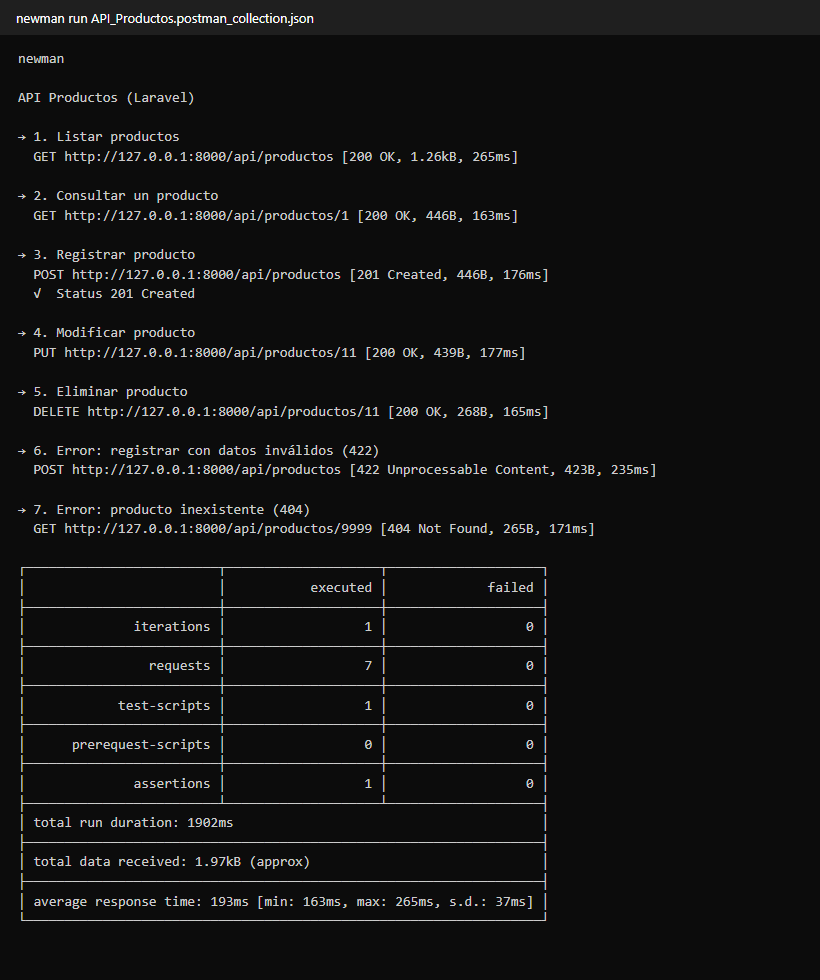 newman run API_Productos.postman_collection.json
newman
API Productos (Laravel)
→ 1. Listar productos
GET http://127.0.0.1:8000/api/productos [200 OK, 1.26kB, 265ms]
→ 2. Consultar un producto
GET http://127.0.0.1:8000/api/productos/1 [200 OK, 446B, 163ms]
→ 3. Registrar producto
POST http://127.0.0.1:8000/api/productos [201 Created, 446B, 176ms]
√ Status 201 Created
→ 4. Modificar producto
PUT http://127.0.0.1:8000/api/productos/11 [200 OK, 439B, 177ms]
→ 5. Eliminar producto
DELETE http://127.0.0.1:8000/api/productos/11 [200 OK, 268B, 165ms]
→ 6. Error: registrar con datos inválidos (422)
POST http://127.0.0.1:8000/api/productos [422 Unprocessable Content, 423B, 235ms]
→ 7. Error: producto inexistente (404)
GET http://127.0.0.1:8000/api/productos/9999 [404 Not Found, 265B, 171ms]
executed failed
iterations 1 0
requests 7 0
test-scripts 1 0
prerequest-scripts 0 0
assertions 1 0
total run duration: 1902ms
total data received: 1.97kB (approx)
average response time: 193ms [min: 163ms, max: 265ms, s.d.: 37ms]